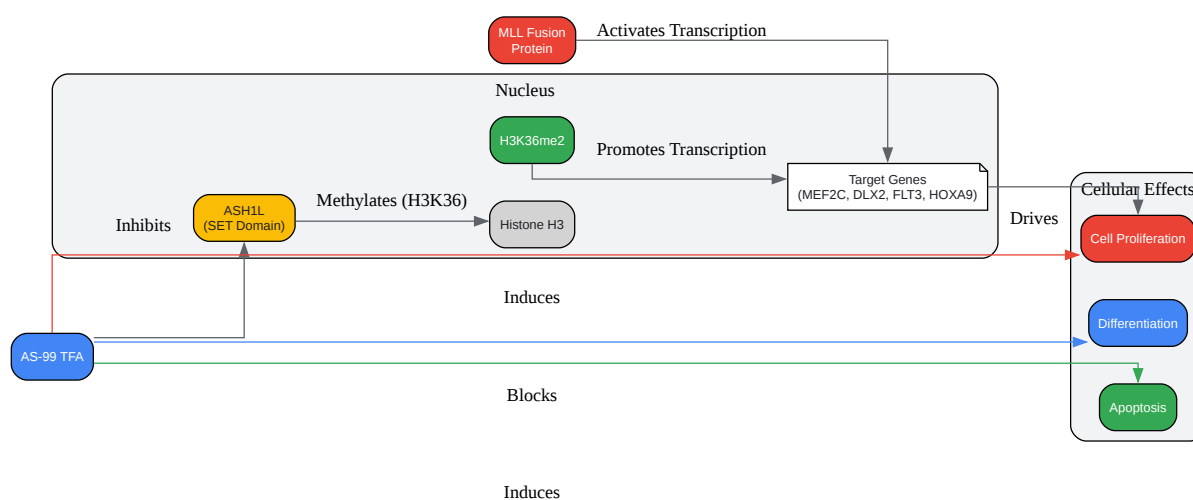 MLL Fusion
Protein
Activates Transcription
Nucleus
H3K36me2
Promotes Transcription
Target Genes
(MEF2C, DLX2, FLT3, HOXA9)
Cellular Effects
Methylates (H3K36)
ASH1L
(SET Domain)
Inhibits
Histone H3
Drives
Cell Proliferation
Induces
Differentiation
AS-99 TFA
Blocks
Apoptosis
Induces